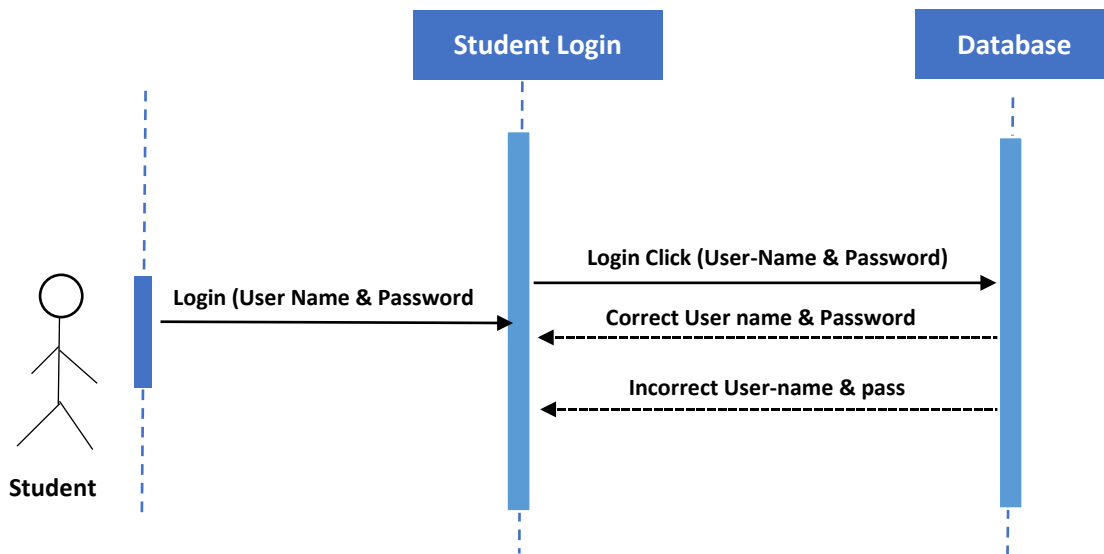 Student Login
Database
Login Click (User-Name & Password)
Login (User Name & Password
Correct User name & Password
Incorrect User-name & pass
Student